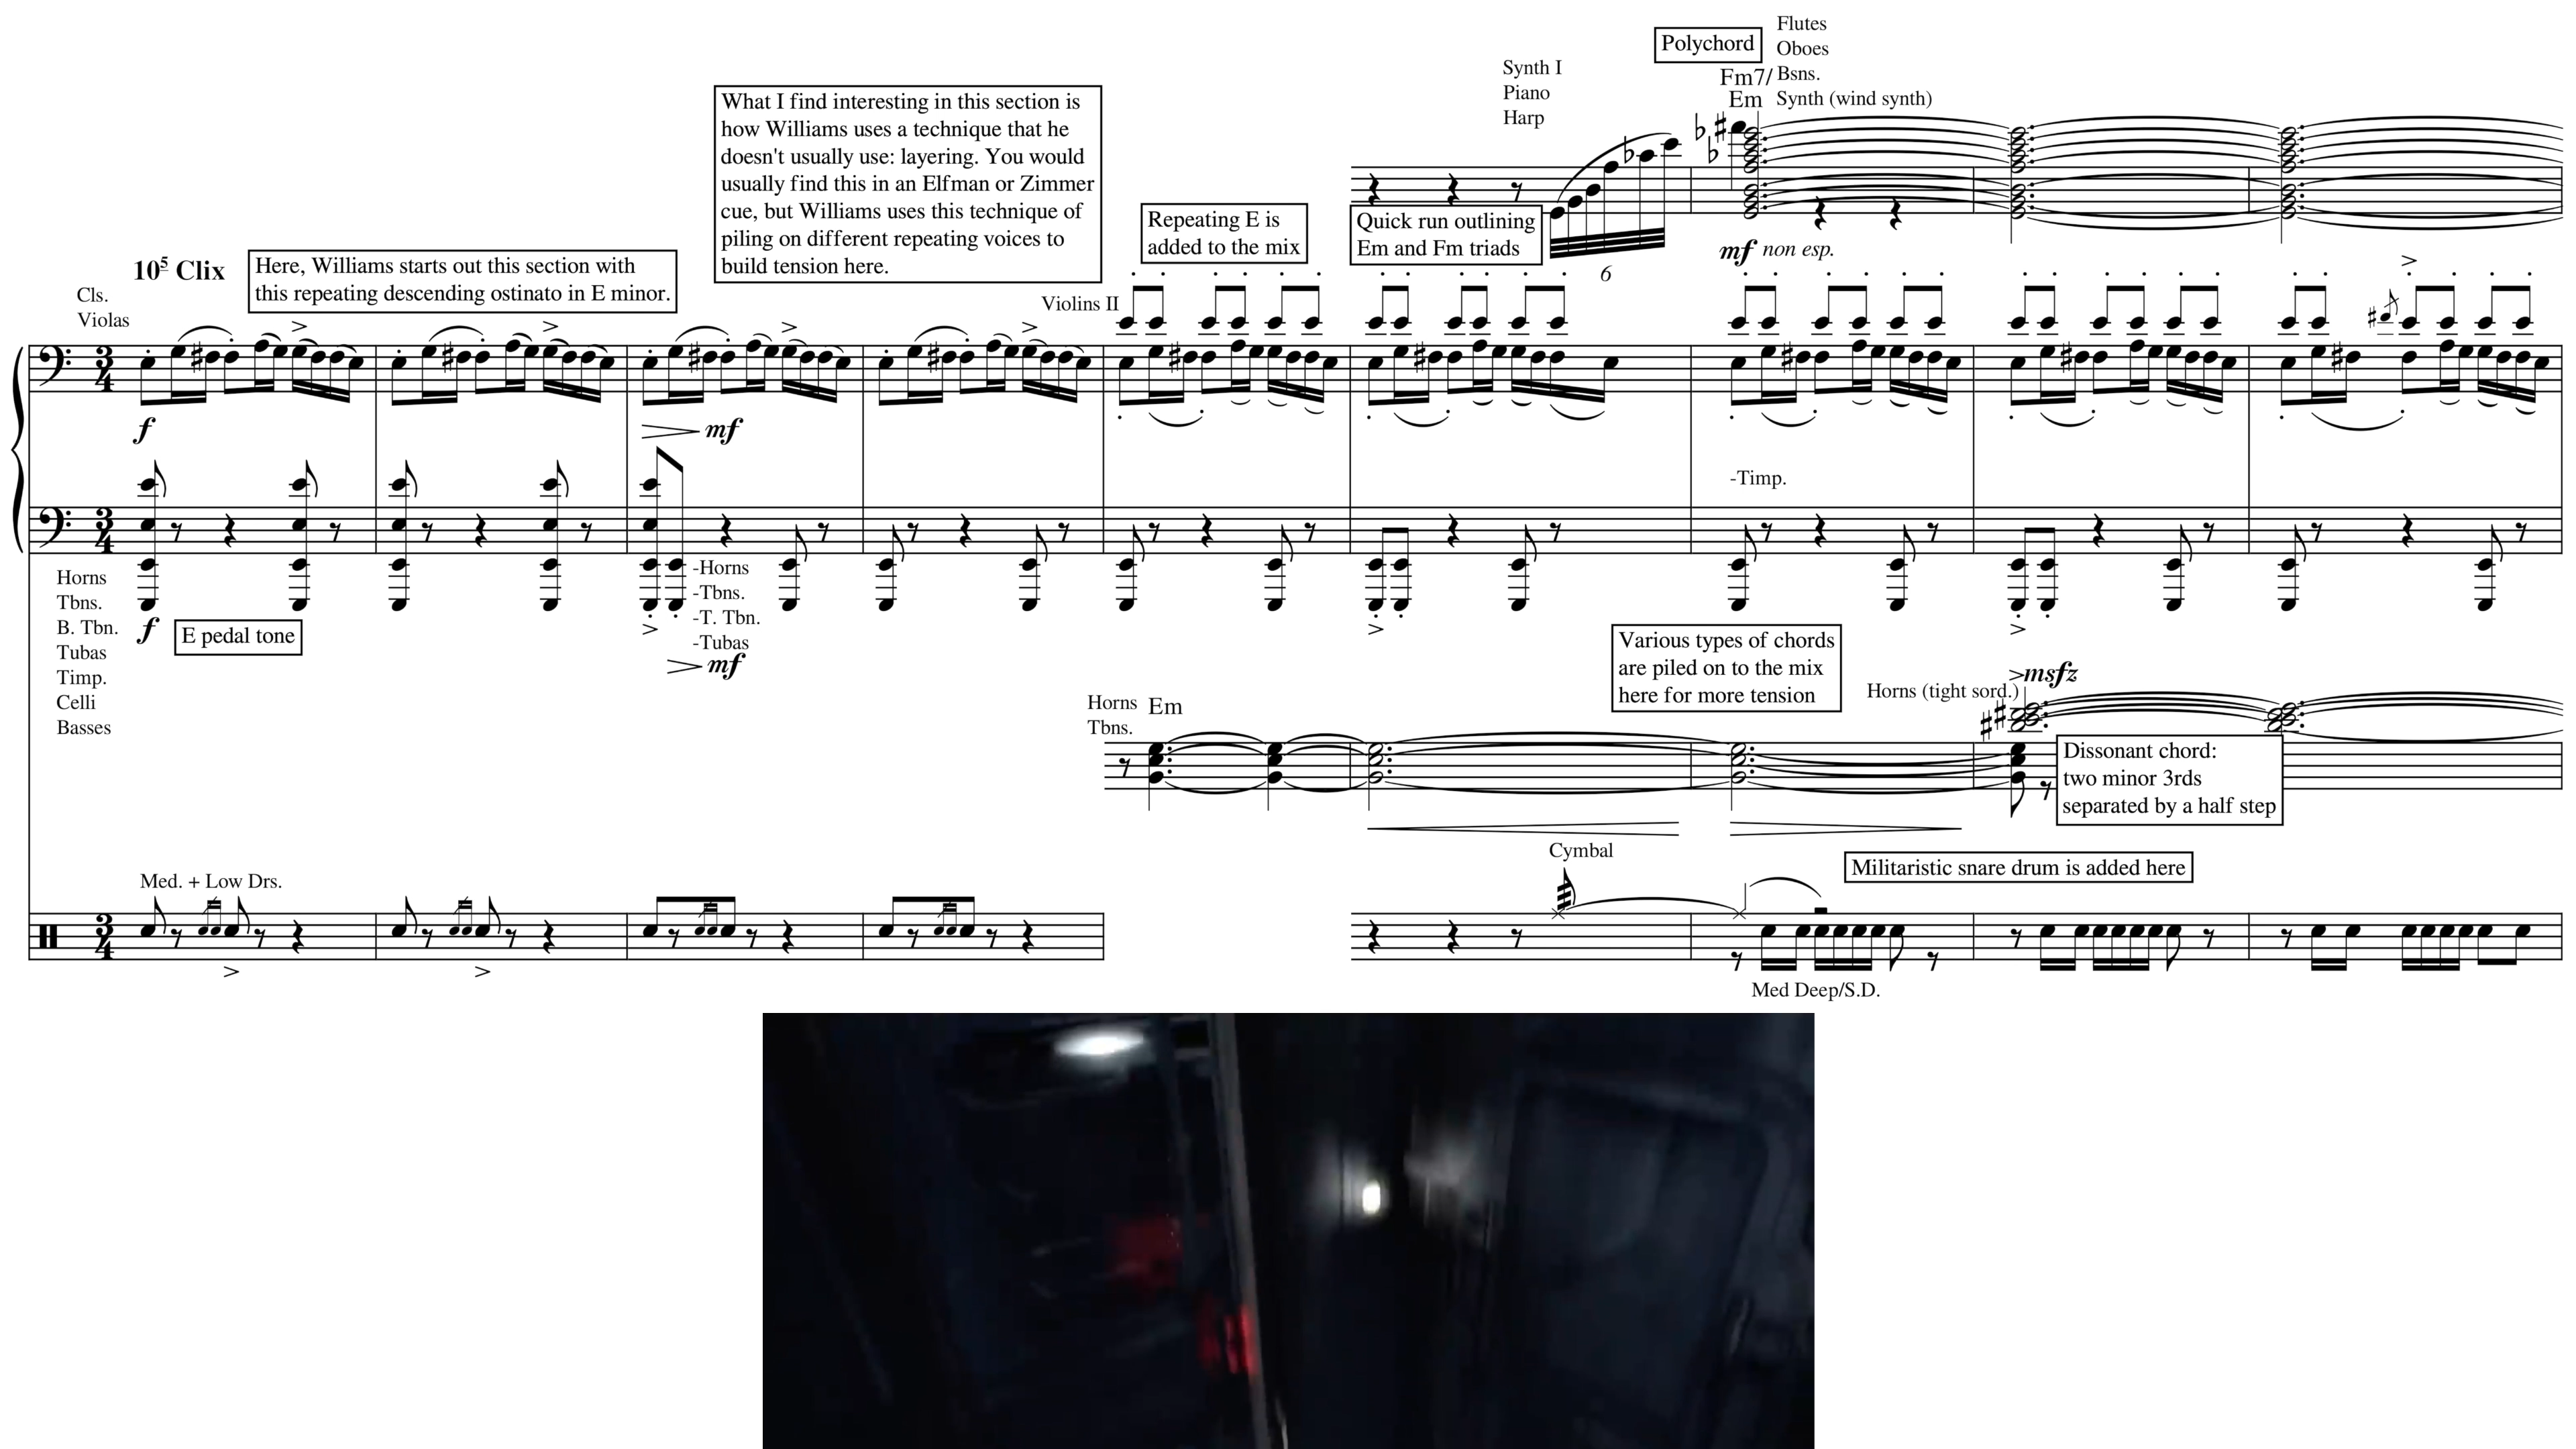 Flutes
Oboes
Bsns.
Synth (wind synth)
Polychord
Fm7/
Em
Synth I
Piano
Harp
What I find interesting in this section is
how Williams uses a technique that he
doesn't usually use: layering. You would
usually find this in an Elfman or Zimmer
cue, but Williams uses this technique of
piling on different repeating voices to
build tension here.
Repeating E is
added to the mix
Quick run outlining
Em and Fm triads
6
mf non esp.
10⁵ Clix
Here, Williams starts out this section with
this repeating descending ostinato in E minor.
Cls.
Violas
Violins II
3
4
f
mf
-Timp.
3
4
Horns
Tbns.
B. Tbn.
Tubas
Timp.
Celli
Basses
f
E pedal tone
-Horns
-Tbns.
-T. Tbn.
-Tubas
mf
Various types of chords
are piled on to the mix
here for more tension
Horns
Tbns.
Em
Horns (tight sord.)
msfz
Dissonant chord:
two minor 3rds
separated by a half step
Cymbal
Militaristic snare drum is added here
Med. + Low Drs.
3
4
Med Deep/S.D.